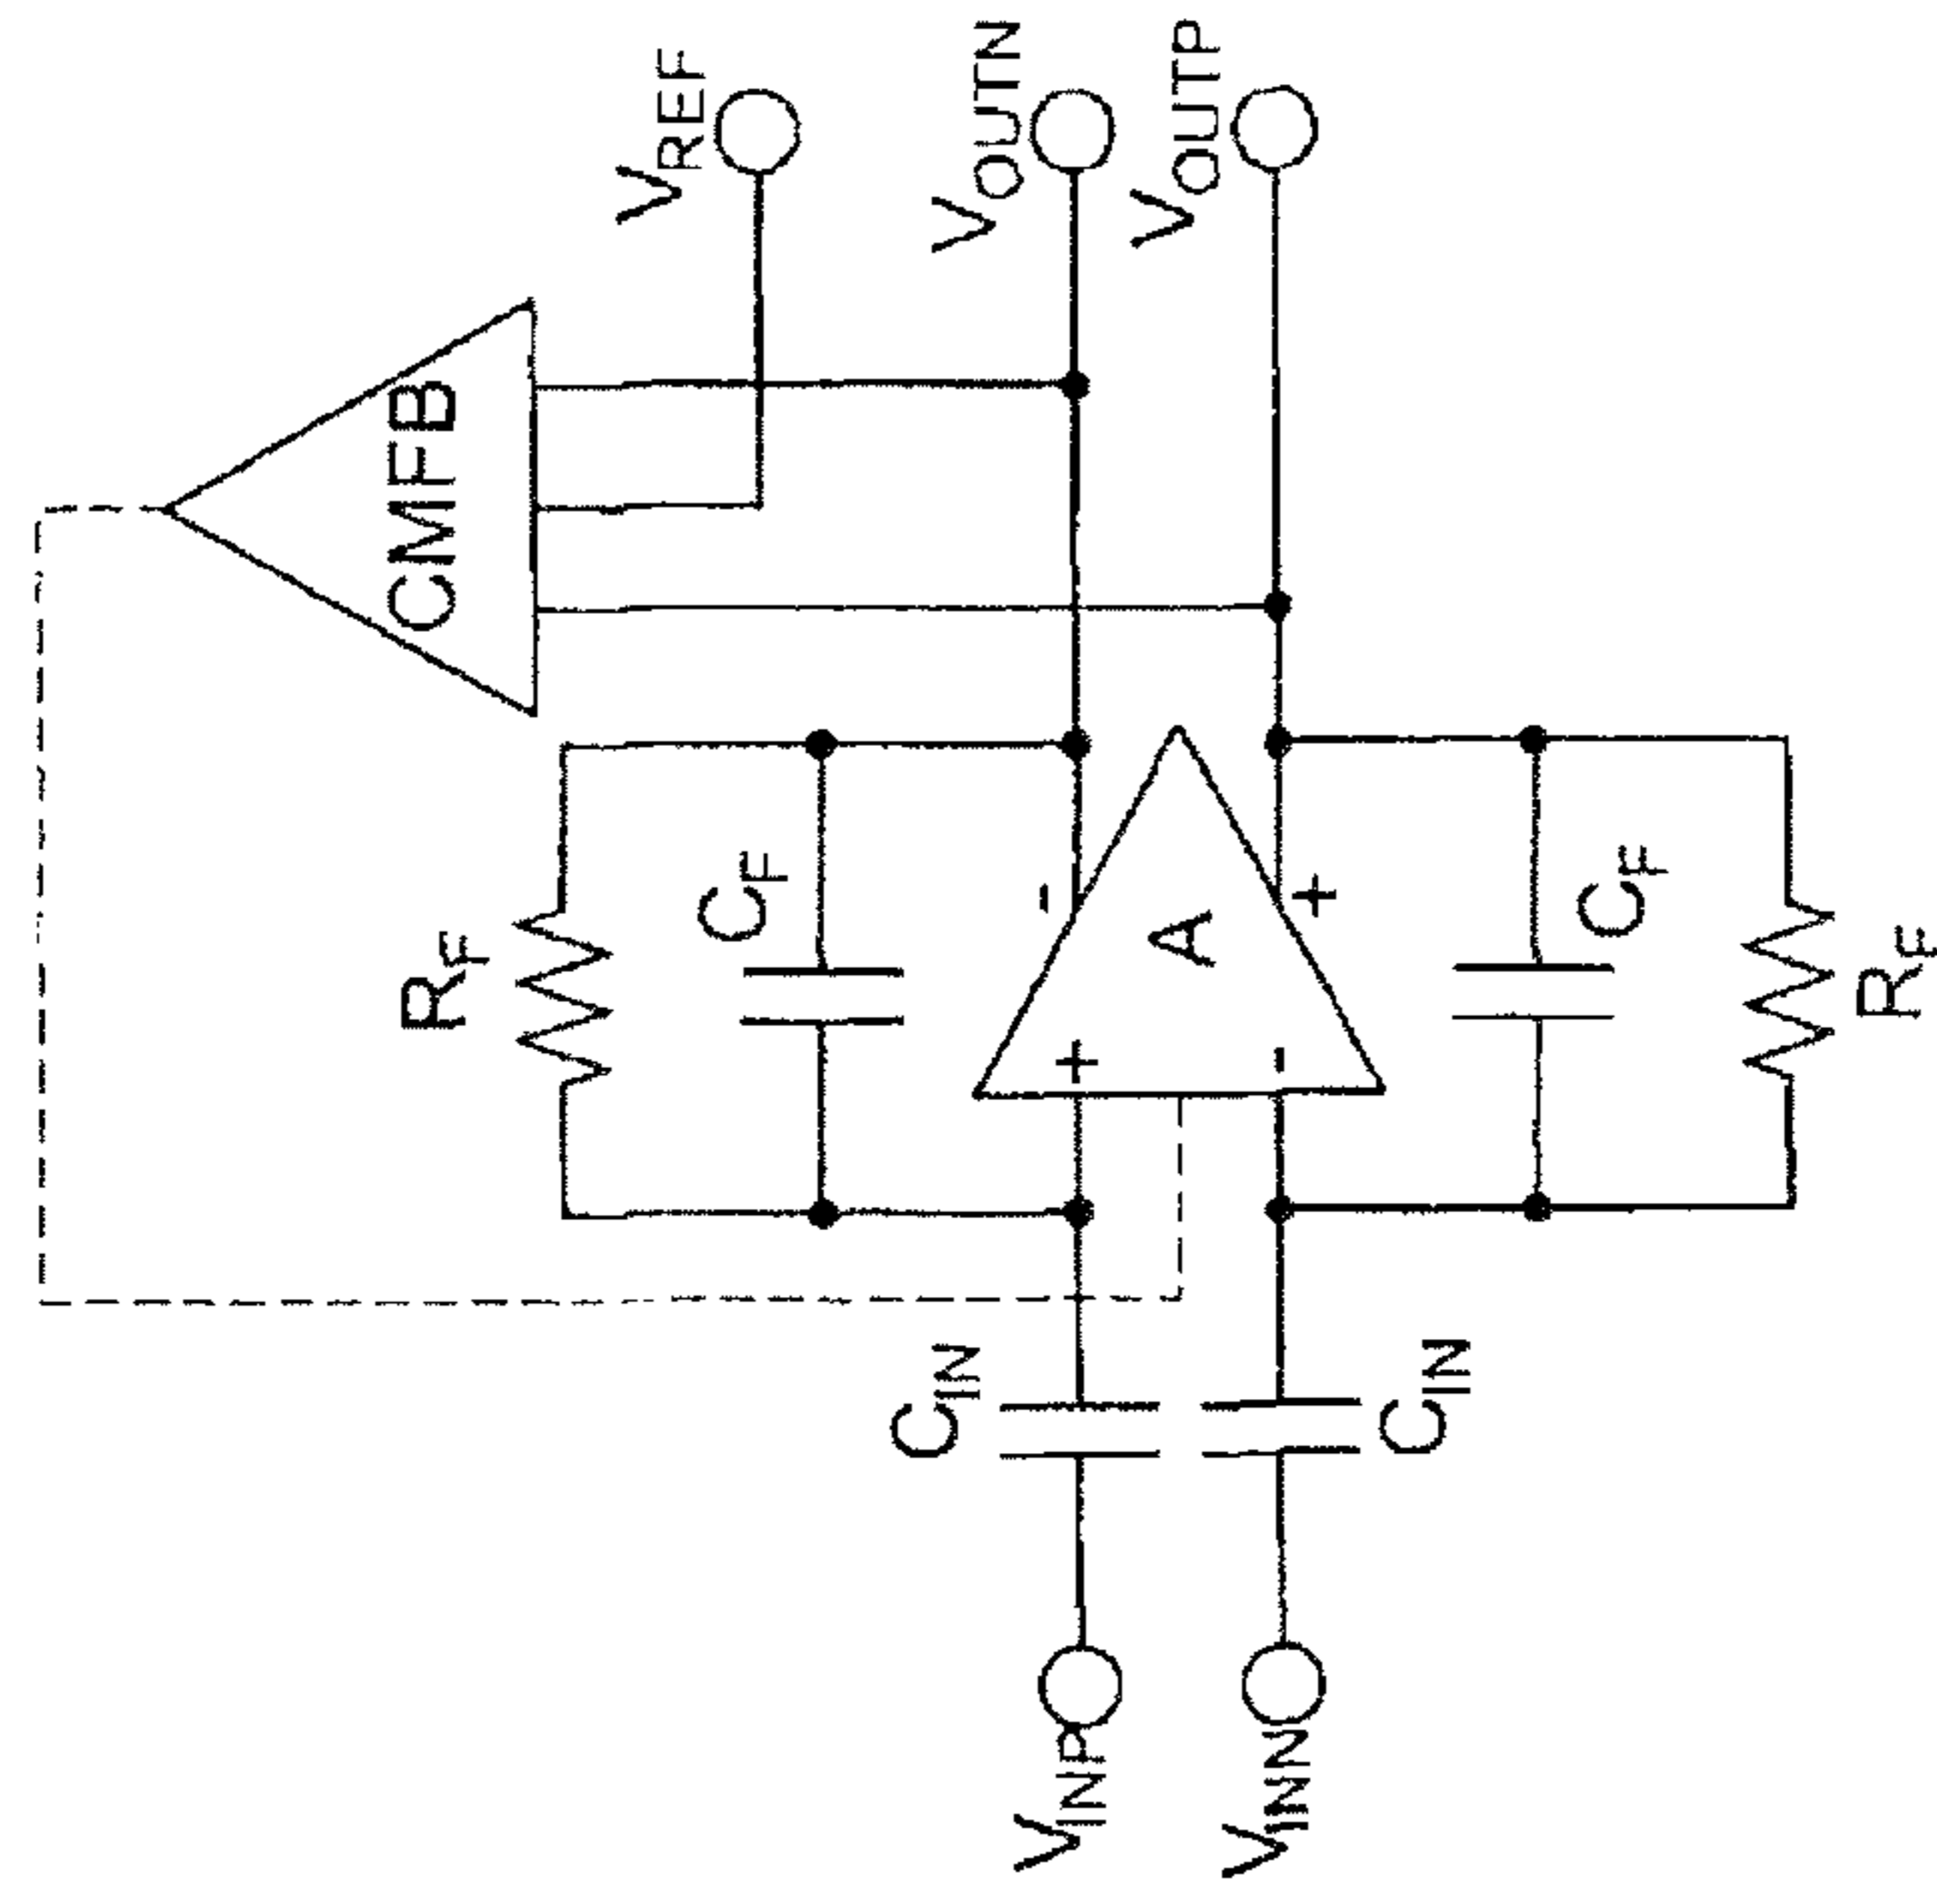 CMFB
VREF
RF
CF
VOUTN
CIN
+
-
VINP
A
VOUTP
VINN
-
+
CIN
CF
RF